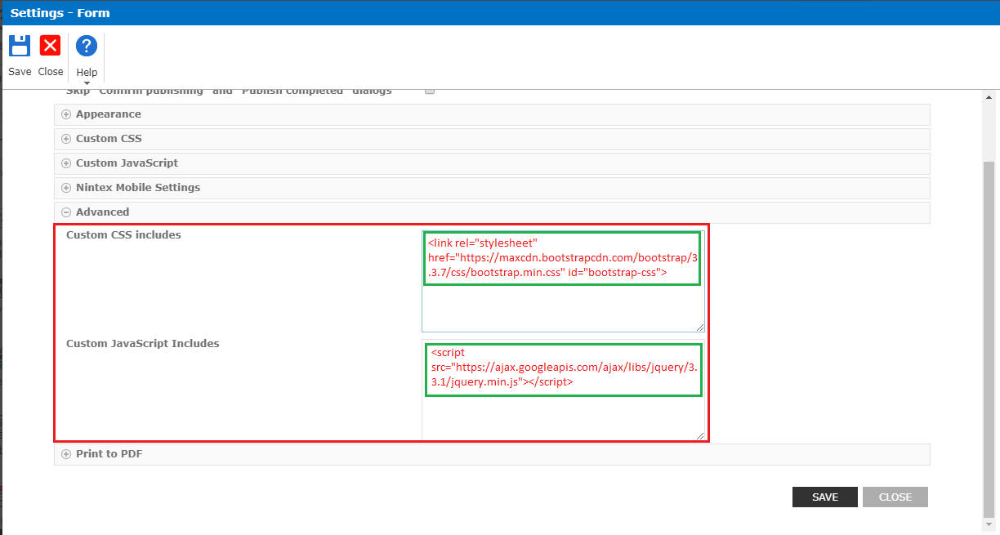 Settings - Form
Save Close Help
Skip Confirm publishing and Publish completed dialogs
Appearance
Custom CSS
Custom JavaScript
Nintex Mobile Settings
Advanced
Custom CSS includes
<link rel="stylesheet"
href="https://maxcdn.bootstrapcdn.com/bootstrap/3
.3.7/css/bootstrap.min.css" id="bootstrap-css">
Custom JavaScript Includes
<script
src="https://ajax.googleapis.com/ajax/libs/jquery/3.
3.1/jquery.min.js"></script>
Print to PDF
SAVE CLOSE